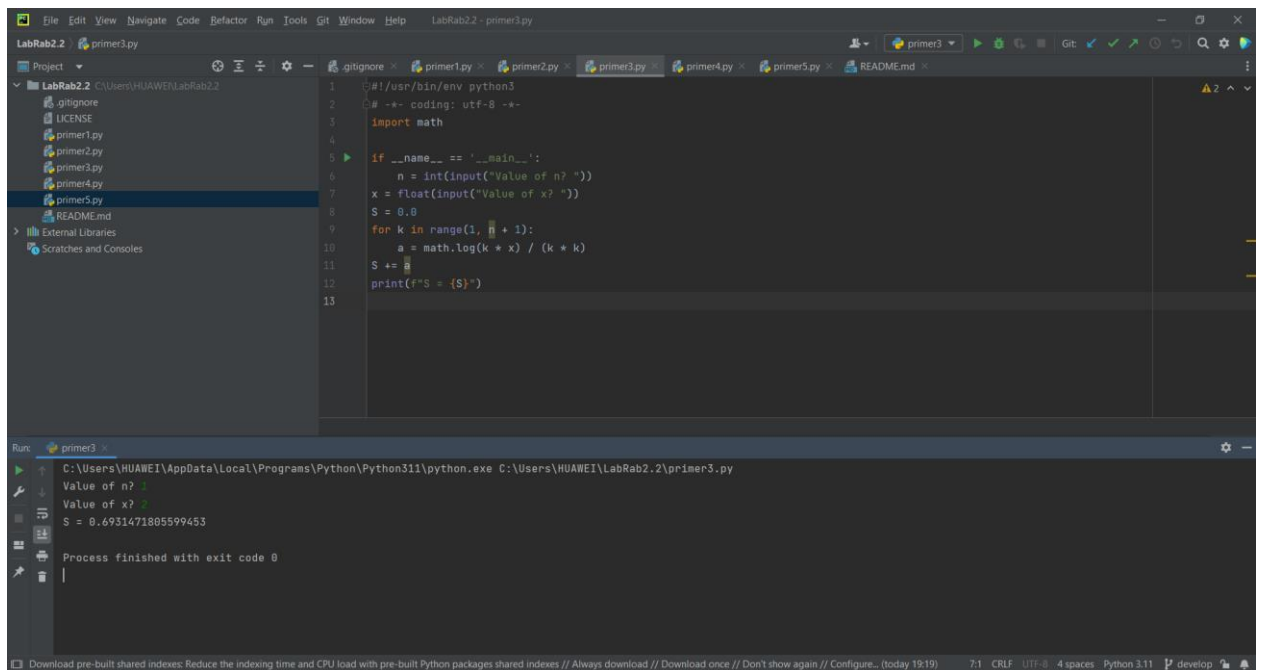 File Edit View Navigate Code Refactor Run Tools Git Window Help LabRab2.2 - primer3.py
LabRab2.2 primer3.py
primer3
Git:
Project
.gitignore primer1.py primer2.py primer3.py primer4.py primer5.py README.md
LabRab2.2 C:\Users\HUAWEI\LabRab2.2
.gitignore
LICENSE
primer1.py
primer2.py
primer3.py
primer4.py
primer5.py
README.md
External Libraries
Scratches and Consoles
1 #!/usr/bin/env python3
2 # -*- coding: utf-8 -*-
3 import math
4
5 if __name__ == '__main__':
6 n = int(input("Value of n? "))
7 x = float(input("Value of x? "))
8 S = 0.0
9 for k in range(1, n + 1):
10 a = math.log(k * x) / (k * k)
11 S += a
12 print(f"S = {S}")
13
2
Run: primer3
C:\Users\HUAWEI\AppData\Local\Programs\Python\Python311\python.exe C:\Users\HUAWEI\LabRab2.2\primer3.py
Value of n? 1
Value of x? 2
S = 0.6931471805599453
Process finished with exit code 0
Download pre-built shared indexes: Reduce the indexing time and CPU load with pre-built Python packages shared indexes // Always download // Download once // Don't show again // Configure... (today 19:19) 7:1 CRLF UTF-8 4 spaces Python 3.11 develop